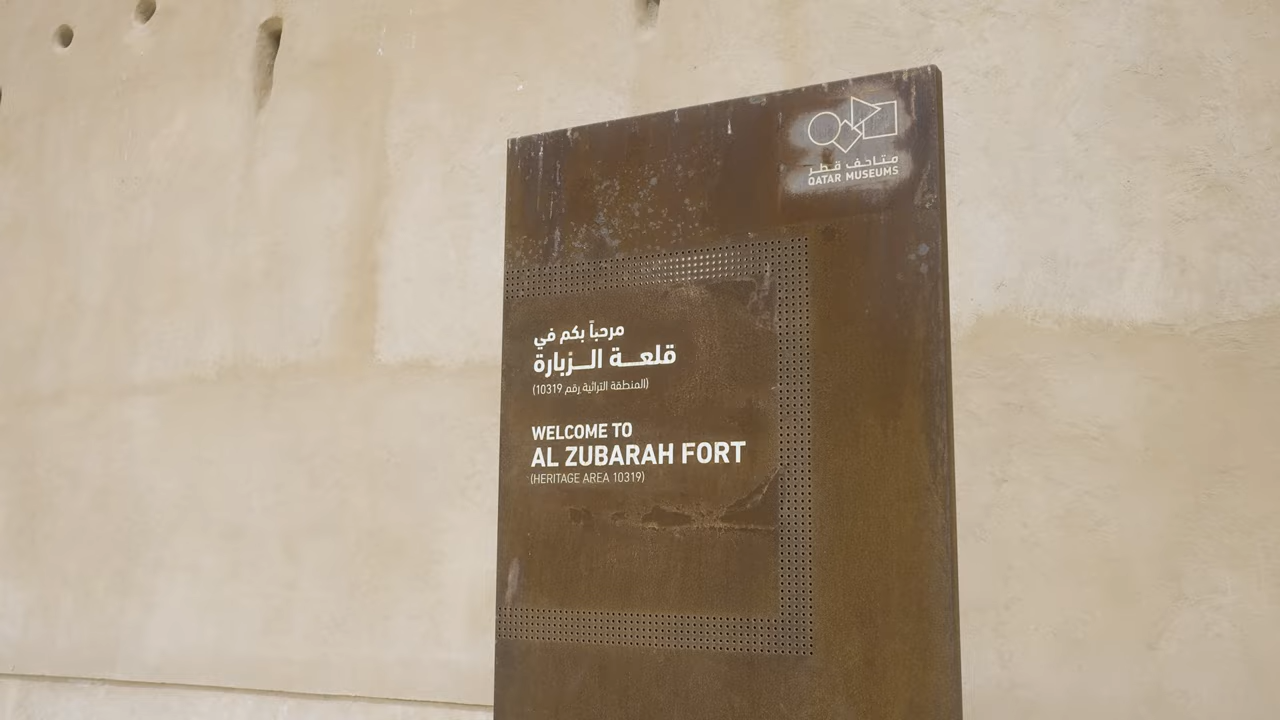 متاحف قطر
QATAR MUSEUMS
مرحباً بكم في
قلعــة الــزبارة
(المنطقة التراثية رقم 10319)
WELCOME TO
AL ZUBARAH FORT
(HERITAGE AREA 10319)